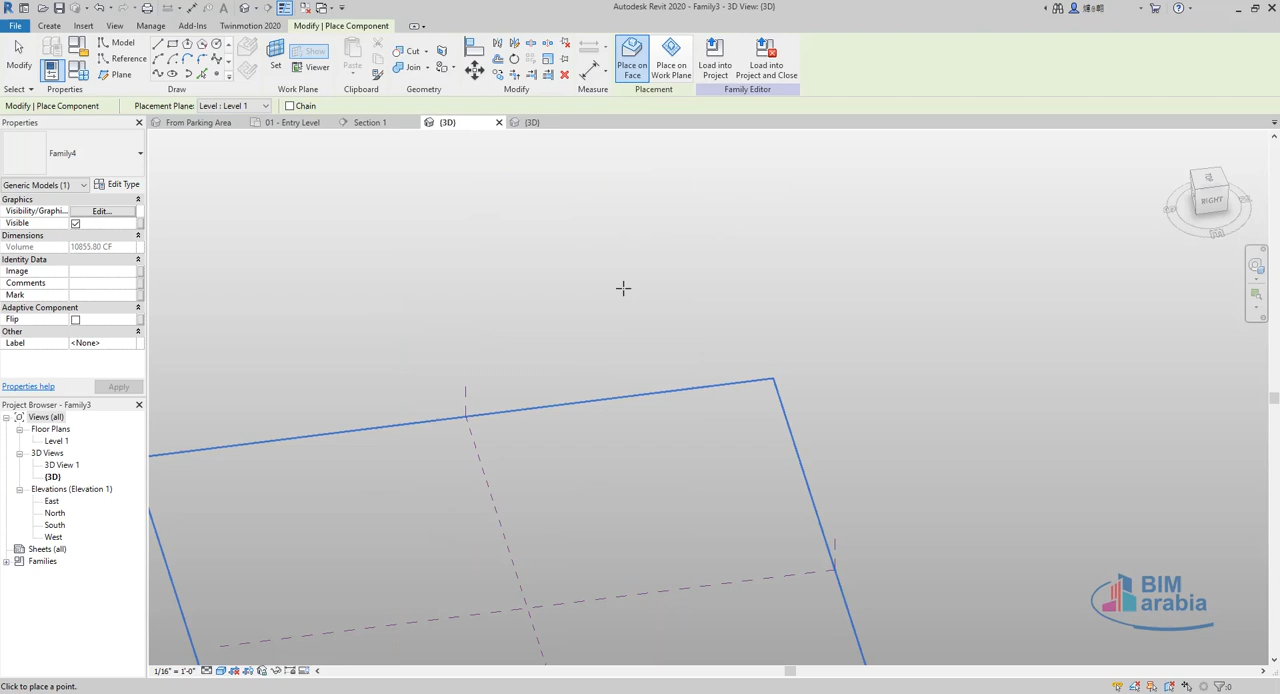 Autodesk Revit 2020 - Family3 - 3D View: {3D}
File Create Insert View Manage Add-Ins Twinmotion 2020 Modify | Place Component
Model
Reference
Plane
Modify
Set
Show
Viewer
Paste
Cut
Join
Place on Face
Place on Work Plane
Load into Project
Load into Project and Close
Select Properties Draw Work Plane Clipboard Geometry Modify Measure Placement Family Editor
Modify | Place Component Placement Plane: Level : Level 1 Chain
Properties
From Parking Area 01 - Entry Level Section 1 {3D} {3D}
Family4
Generic Models (1) Edit Type
Graphics
Visibility/Graphi... Edit...
Visible
Dimensions
Volume 10855.80 CF
Identity Data
Image
Comments
Mark
Adaptive Component
Flip
Other
Label <None>
Properties help Apply
Project Browser - Family3
Views (all)
Floor Plans
Level 1
3D Views
3D View 1
{3D}
Elevations (Elevation 1)
East
North
South
West
Sheets (all)
Families
RIGHT
BIM
arabia
1/16" = 1'-0"
Click to place a point.
:0